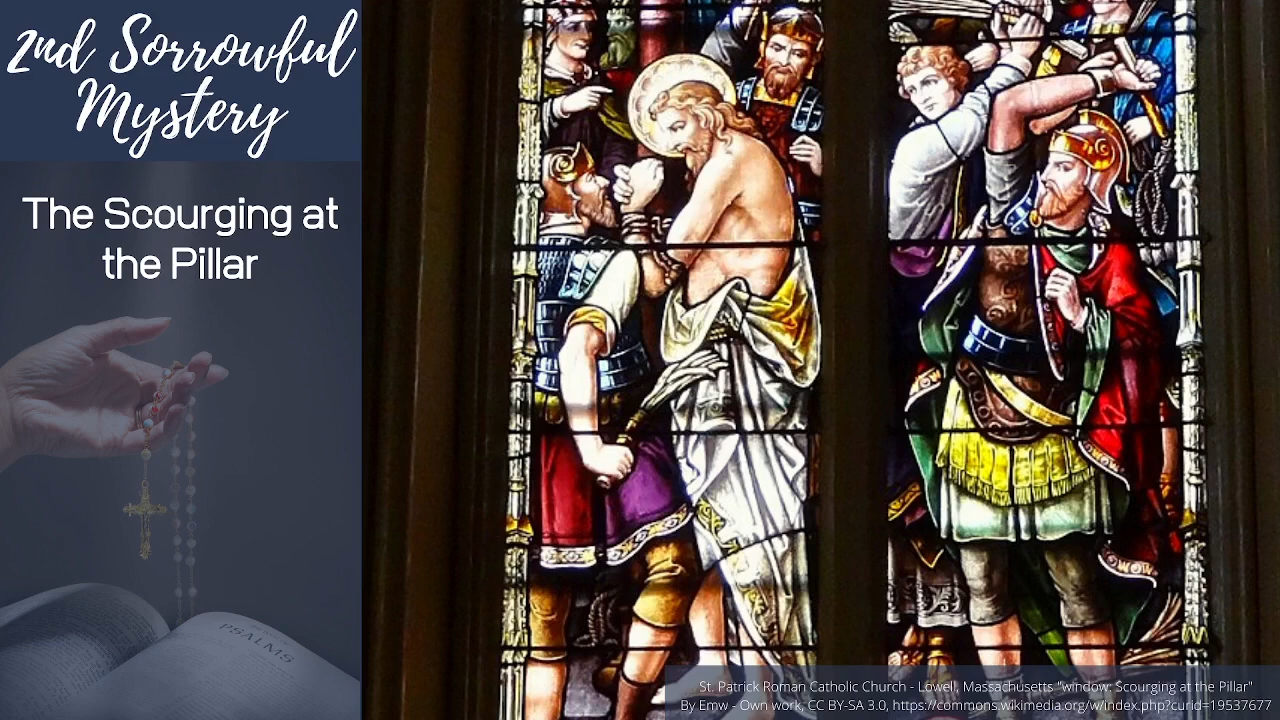 2nd Sorrowful
Mystery
The Scourging at
the Pillar
PSALMS
St. Patrick Roman Catholic Church - Lowell, Massachusetts "window: Scourging at the Pillar"
By Emw - Own work, CC BY-SA 3.0, https://commons.wikimedia.org/w/index.php?curid=19537677